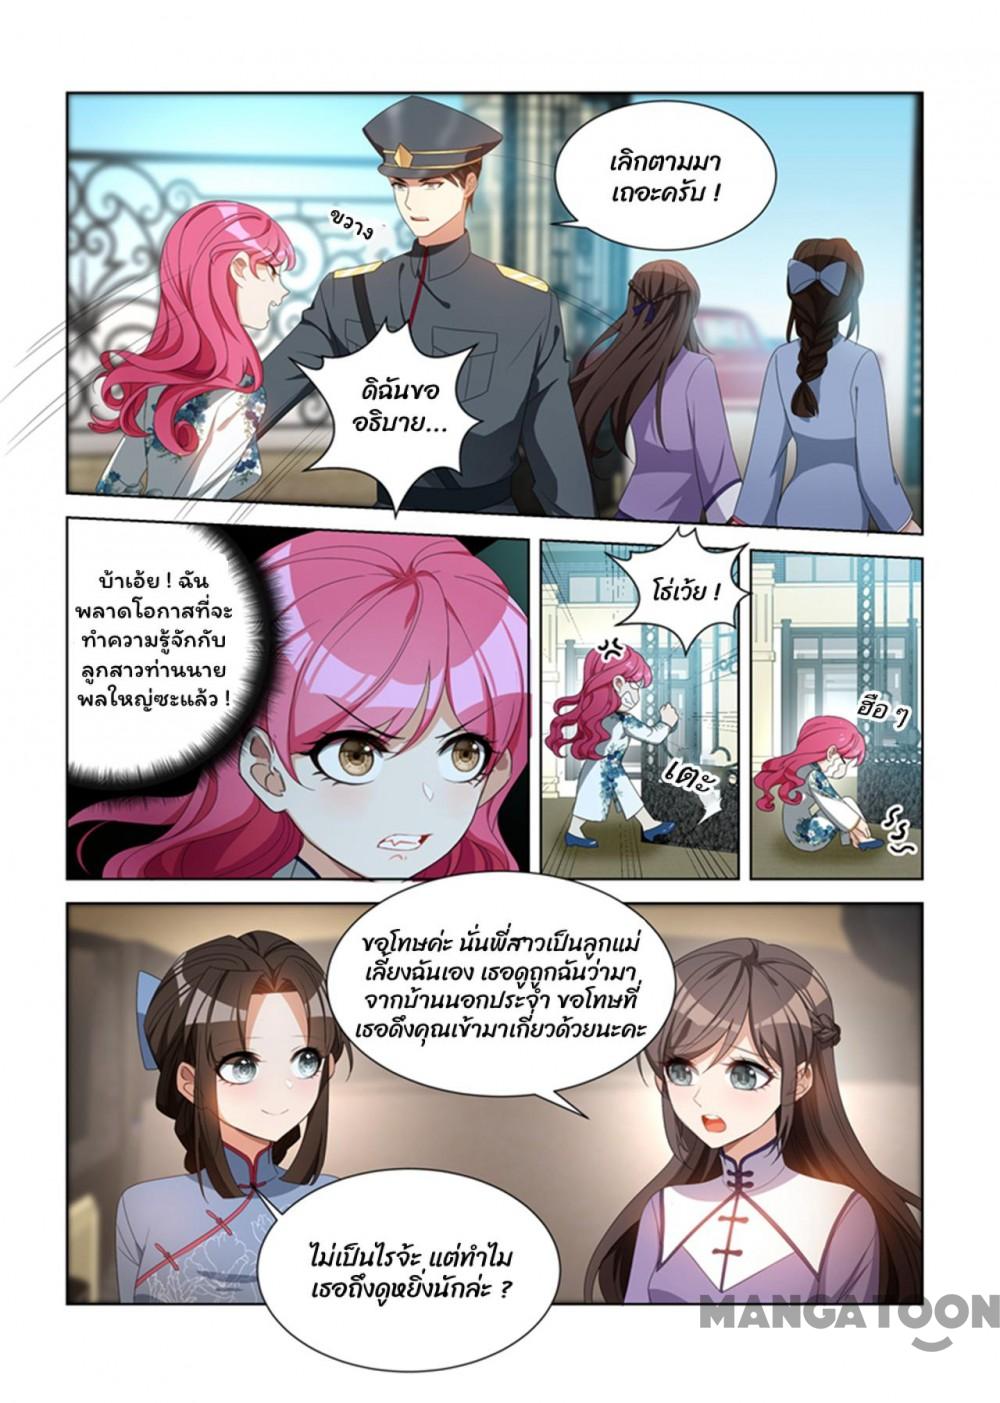 เลิกตามมา
เถอะครับ !
ขวาง
ดิฉันขอ
อธิบาย...
บ้าเอ้ย ! ฉัน
พลาดโอกาสที่จะ
ทำความรู้จักกับ
ลูกสาวท่านนาย
พลใหญ่ซะแล้ว !
โธ่เว้ย !
เตะ
ฮือ ๆ
ขอโทษค่ะ นั่นพี่สาวเป็นลูกแม่
เลี้ยงฉันเอง เธอดูถูกฉันว่ามา
จากบ้านนอกประจำ ขอโทษที่
เธอดึงคุณเข้ามาเกี่ยวด้วยนะคะ
ไม่เป็นไรจ้ะ แต่ทำไม
เธอถึงดูหยิ่งนักล่ะ ?
MANGATOON